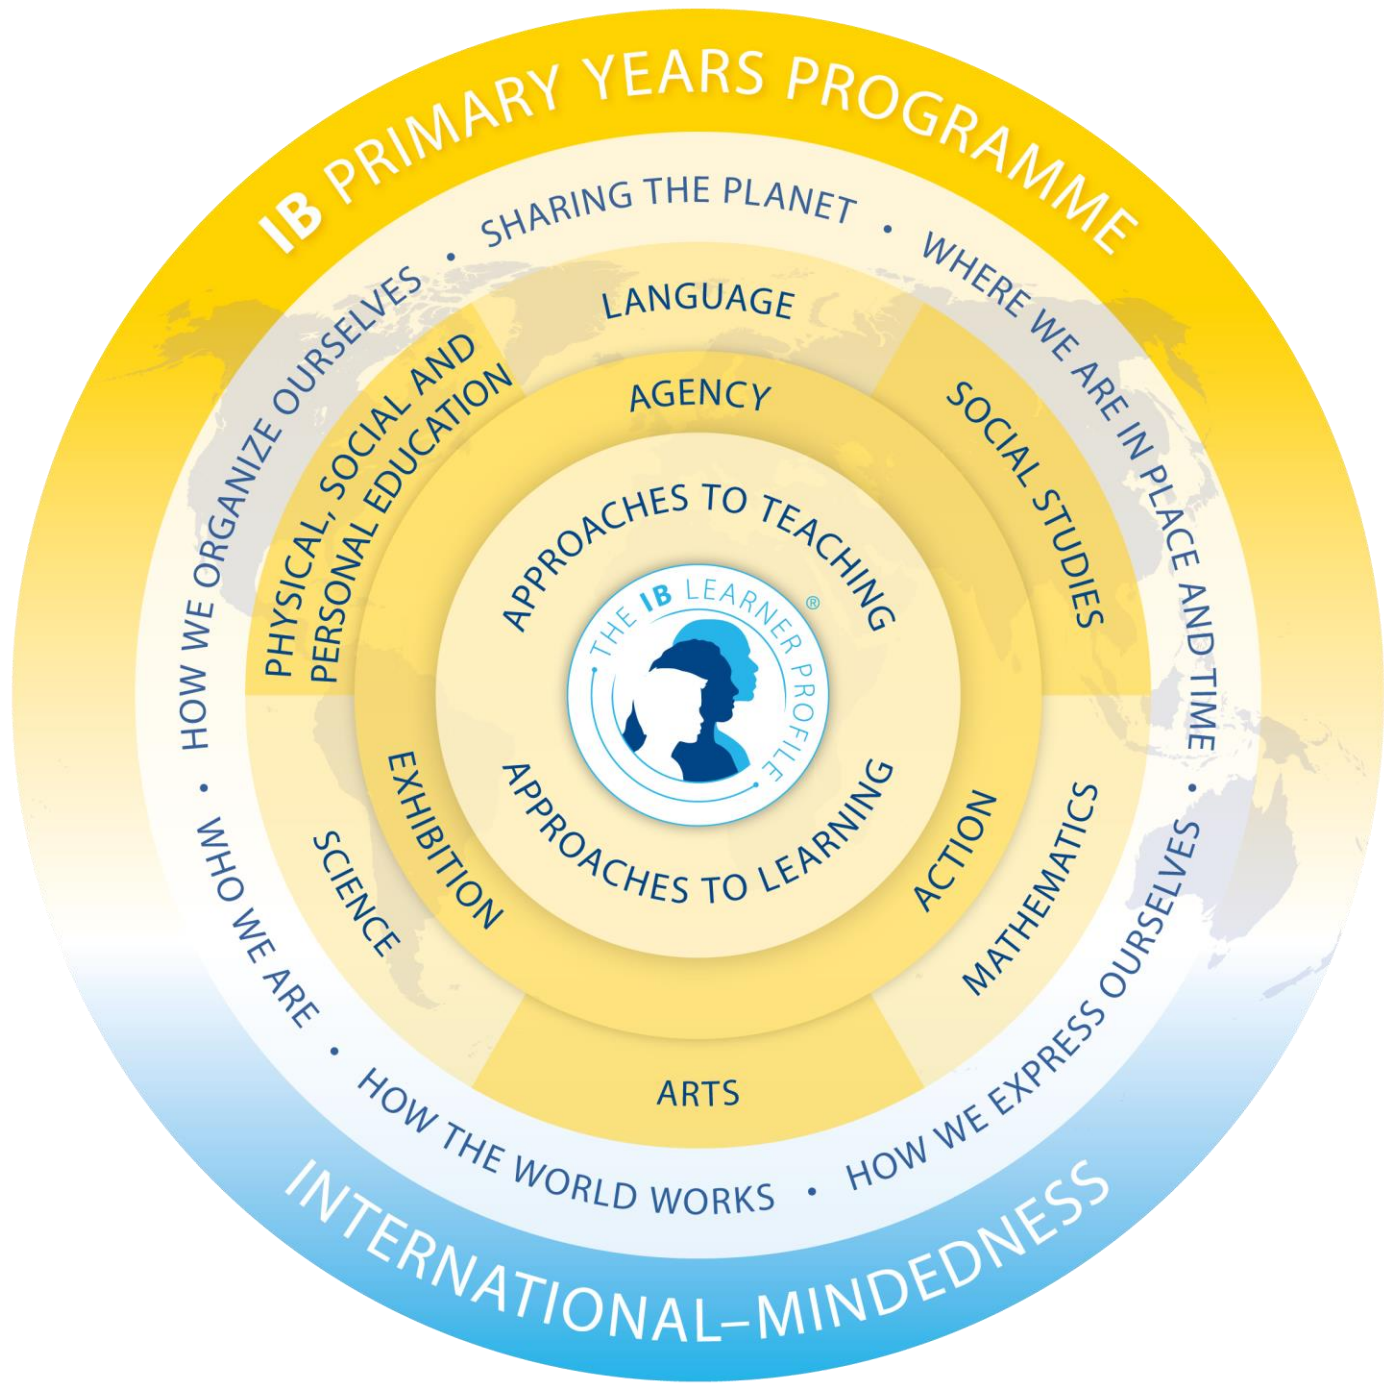 IB PRIMARY YEARS PROGRAMME
SHARING THE PLANET •
WHERE WE ARE IN PLACE AND TIME •
HOW WE EXPRESS OURSELVES
HOW THE WORLD WORKS •
WHO WE ARE •
HOW WE ORGANIZE OURSELVES •
•
LANGUAGE
SOCIAL STUDIES
MATHEMATICS
ARTS
SCIENCE
PHYSICAL, SOCIAL AND
PERSONAL EDUCATION
AGENCY
ACTION
EXHIBITION
APPROACHES TO TEACHING
APPROACHES TO LEARNING
• THE IB LEARNER PROFILE •
®
INTERNATIONAL–MINDEDNESS